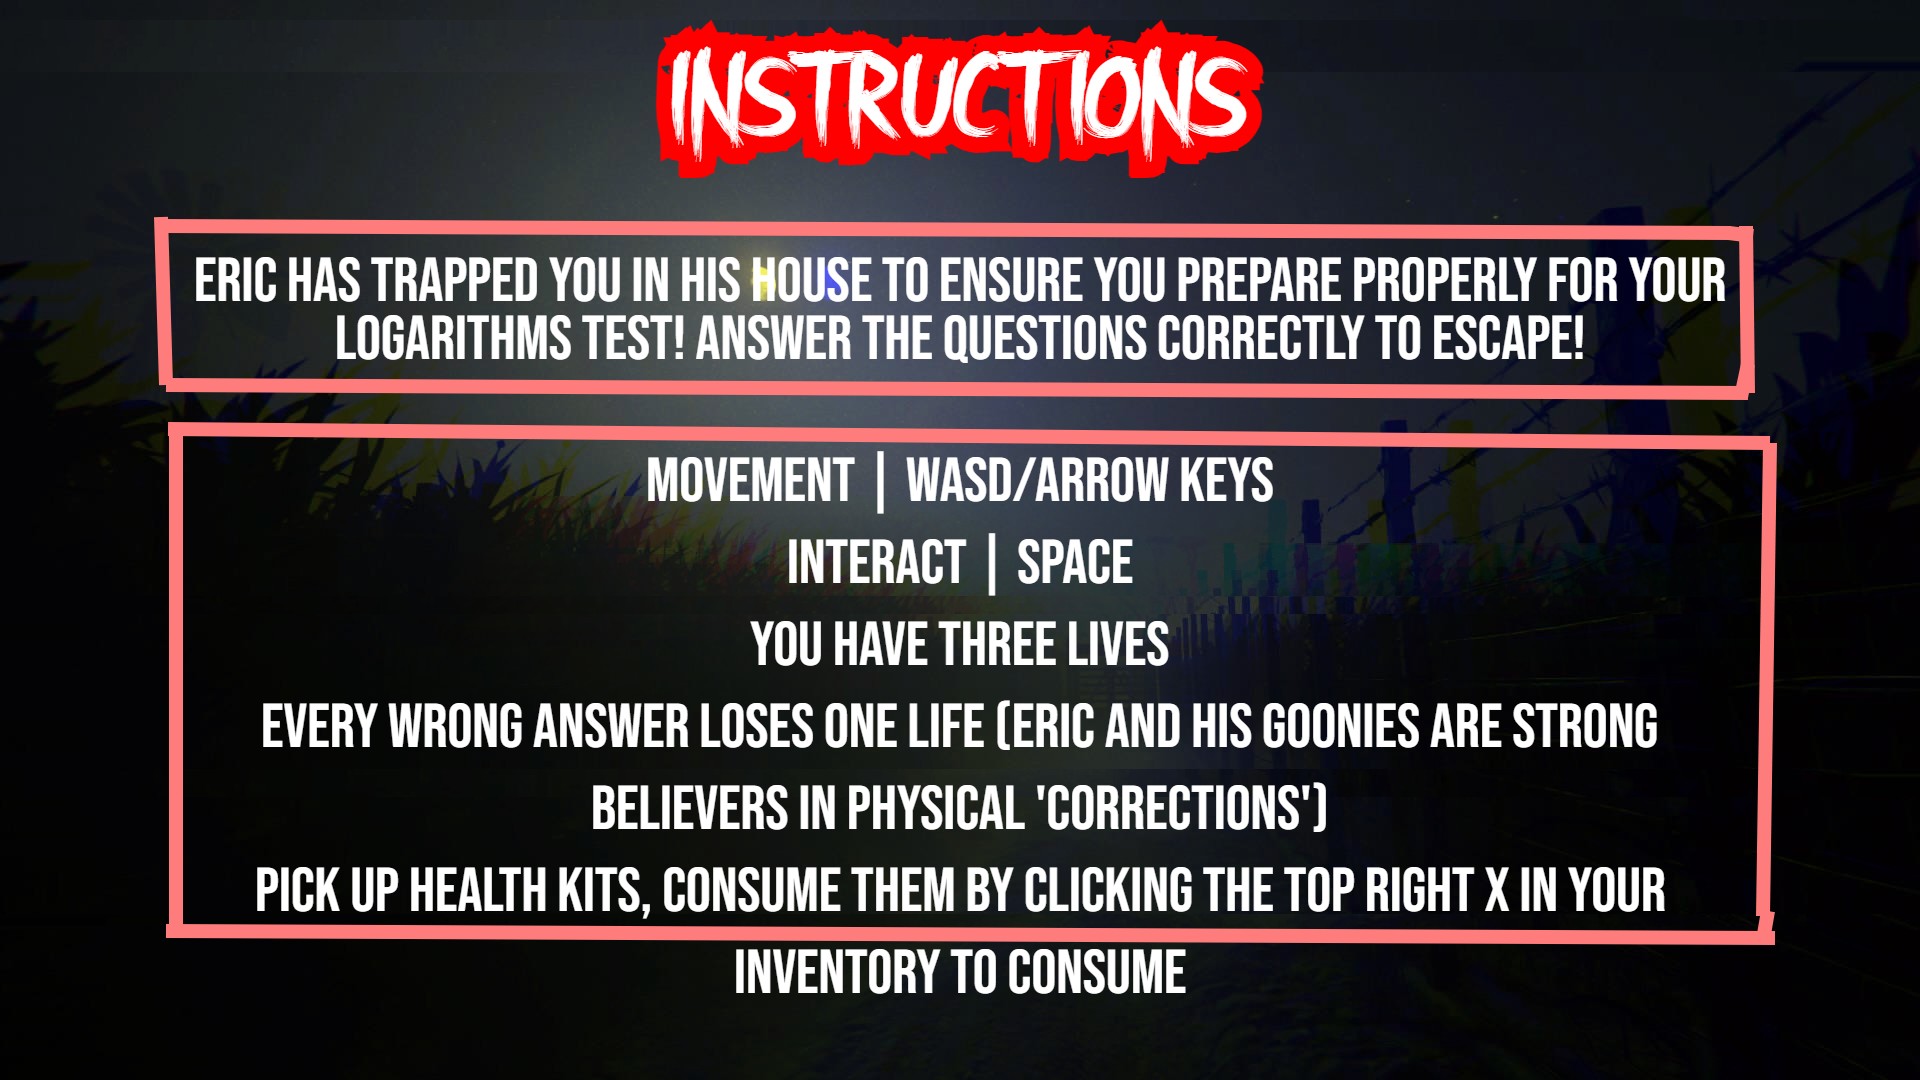 INSTRUCTIONS
ERIC HAS TRAPPED YOU IN HIS HOUSE TO ENSURE YOU PREPARE PROPERLY FOR YOUR
LOGARITHMS TEST! ANSWER THE QUESTIONS CORRECTLY TO ESCAPE!
MOVEMENT | WASD/ARROW KEYS
INTERACT | SPACE
YOU HAVE THREE LIVES
EVERY WRONG ANSWER LOSES ONE LIFE (ERIC AND HIS GOONIES ARE STRONG
BELIEVERS IN PHYSICAL 'CORRECTIONS')
PICK UP HEALTH KITS, CONSUME THEM BY CLICKING THE TOP RIGHT X IN YOUR
INVENTORY TO CONSUME